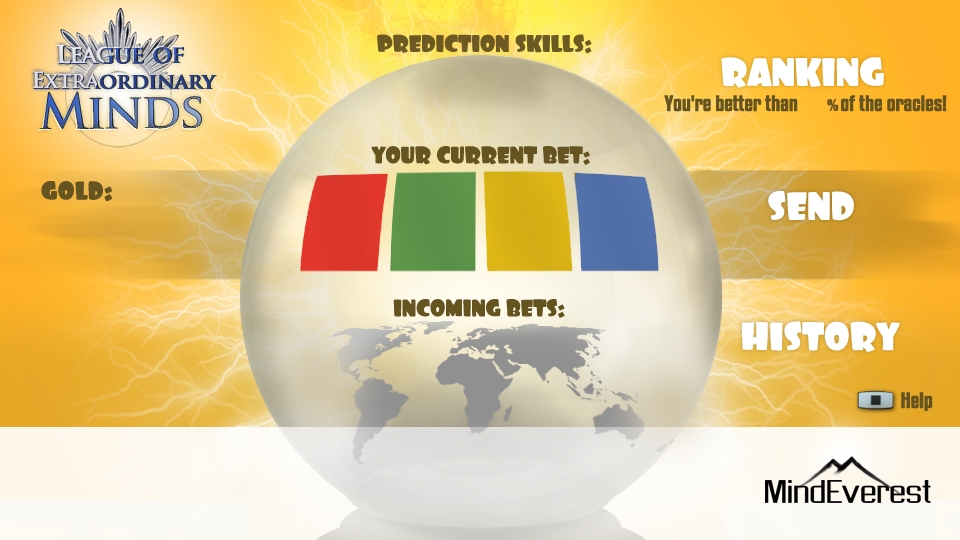 LEAGUE OF
EXTRAORDINARY
MINDS
PREDICTION SKILLS:
RANKING
You're better than % of the oracles!
YOUR CURRENT BET:
GOLD:
SEND
INCOMING BETS:
HISTORY
Help
MindEverest